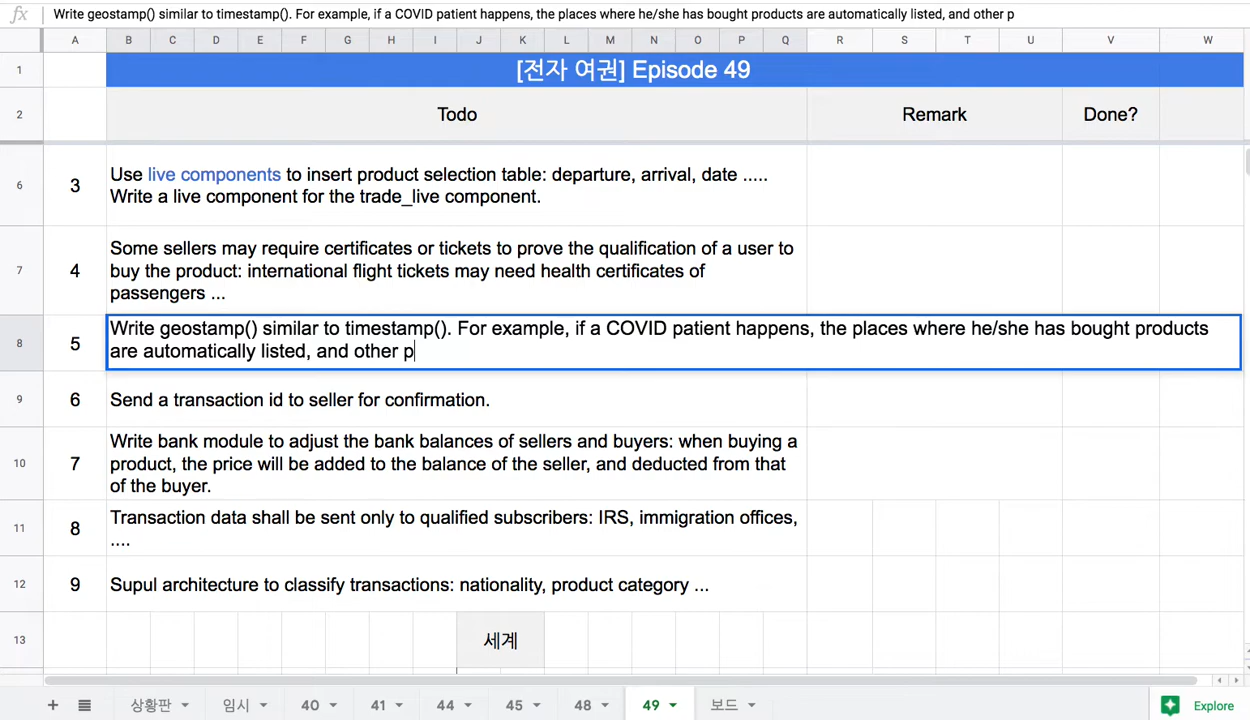 fx Write geostamp() similar to timestamp(). For example, if a COVID patient happens, the places where he/she has bought products are automatically listed, and other p
A B C D E F G H I J K L M N O P Q R S T U V W
1 [전자 여권] Episode 49
2 Todo Remark Done?
6 3 Use live components to insert product selection table: departure, arrival, date .....
Write a live component for the trade_live component.
7 4 Some sellers may require certificates or tickets to prove the qualification of a user to
buy the product: international flight tickets may need health certificates of
passengers ...
8 5 Write geostamp() similar to timestamp(). For example, if a COVID patient happens, the places where he/she has bought products
are automatically listed, and other p
9 6 Send a transaction id to seller for confirmation.
10 7 Write bank module to adjust the bank balances of sellers and buyers: when buying a
product, the price will be added to the balance of the seller, and deducted from that
of the buyer.
11 8 Transaction data shall be sent only to qualified subscribers: IRS, immigration offices,
....
12 9 Supul architecture to classify transactions: nationality, product category ...
13 세계
+ 상황판 임시 40 41 44 45 48 49 보드 Explore